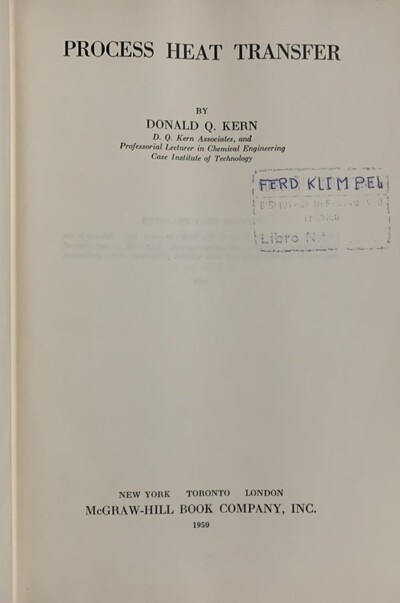 PROCESS HEAT TRANSFER
BY
DONALD Q. KERN
D. Q. Kern Associates, and
Professorial Lecturer in Chemical Engineering
Case Institute of Technology
FERD KLIMPEL
Libro
NEW YORK TORONTO LONDON
McGRAW-HILL BOOK COMPANY, INC.
1950